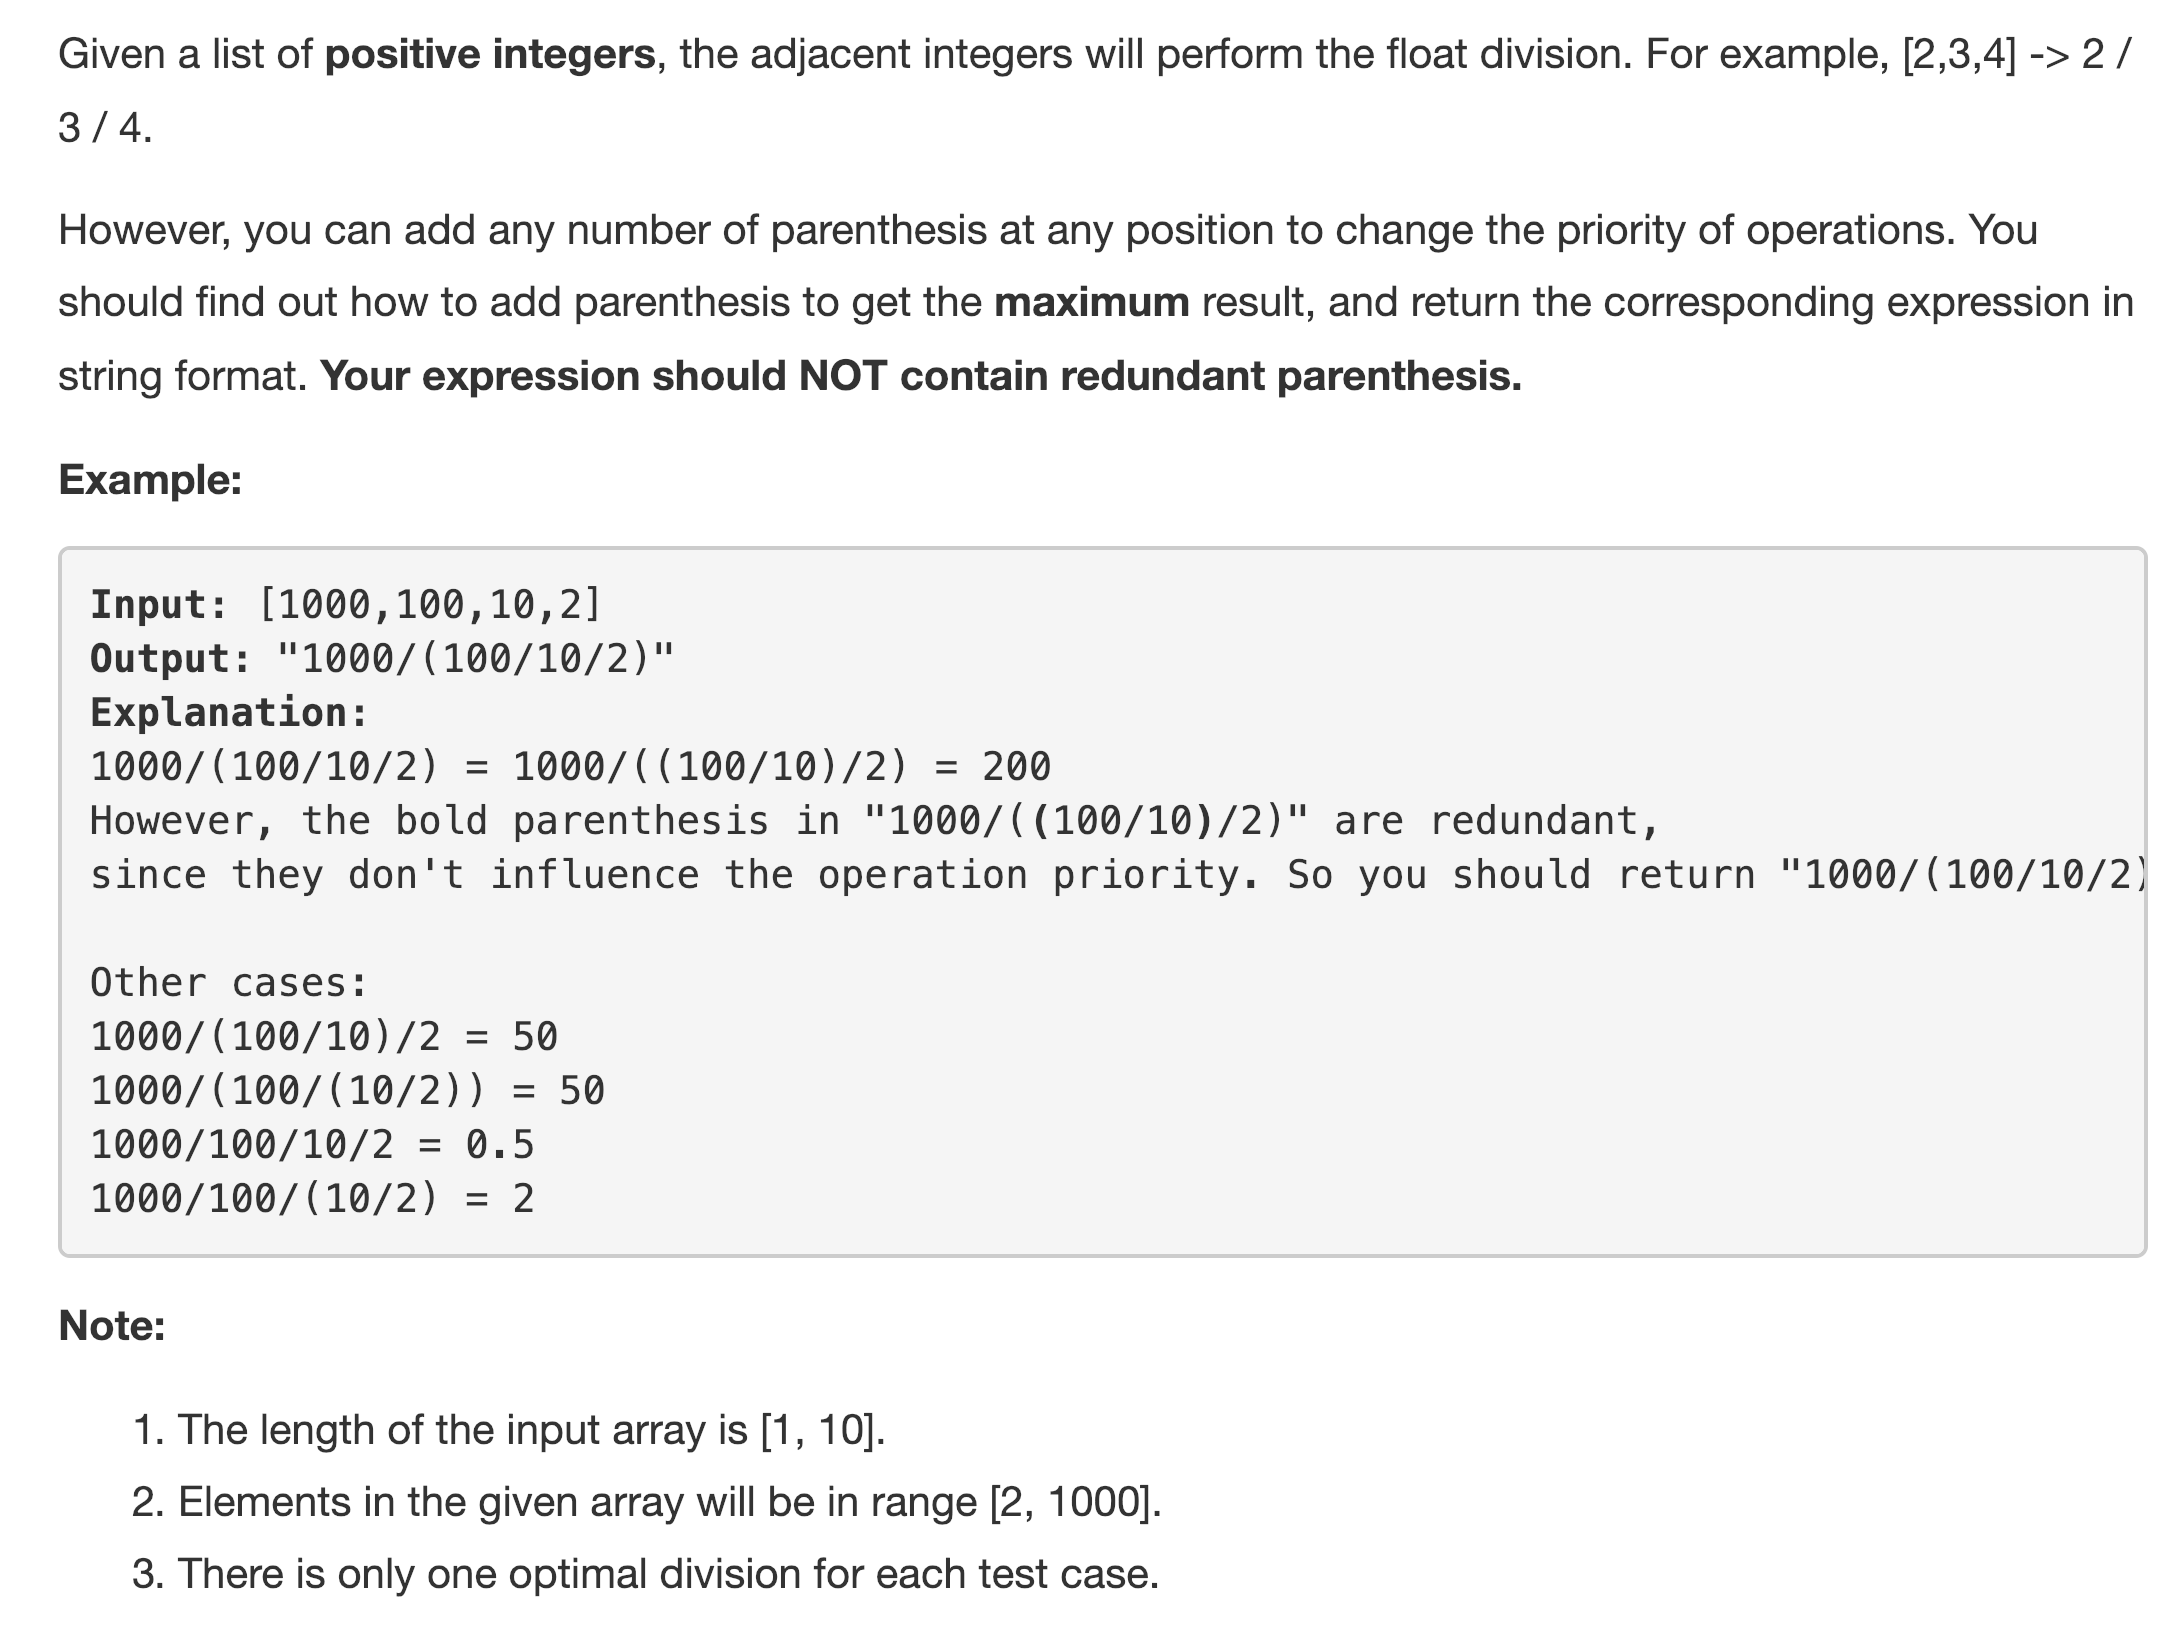 Given a list of positive integers, the adjacent integers will perform the float division. For example, [2,3,4] -> 2 /
3 / 4.
However, you can add any number of parenthesis at any position to change the priority of operations. You
should find out how to add parenthesis to get the maximum result, and return the corresponding expression in
string format. Your expression should NOT contain redundant parenthesis.
Example:
Input: [1000,100,10,2]
Output: "1000/(100/10/2)"
Explanation:
1000/(100/10/2) = 1000/((100/10)/2) = 200
However, the bold parenthesis in "1000/((100/10)/2)" are redundant,
since they don't influence the operation priority. So you should return "1000/(100/10/2)
Other cases:
1000/(100/10)/2 = 50
1000/(100/(10/2)) = 50
1000/100/10/2 = 0.5
1000/100/(10/2) = 2
Note:
1. The length of the input array is [1, 10].
2. Elements in the given array will be in range [2, 1000].
3. There is only one optimal division for each test case.